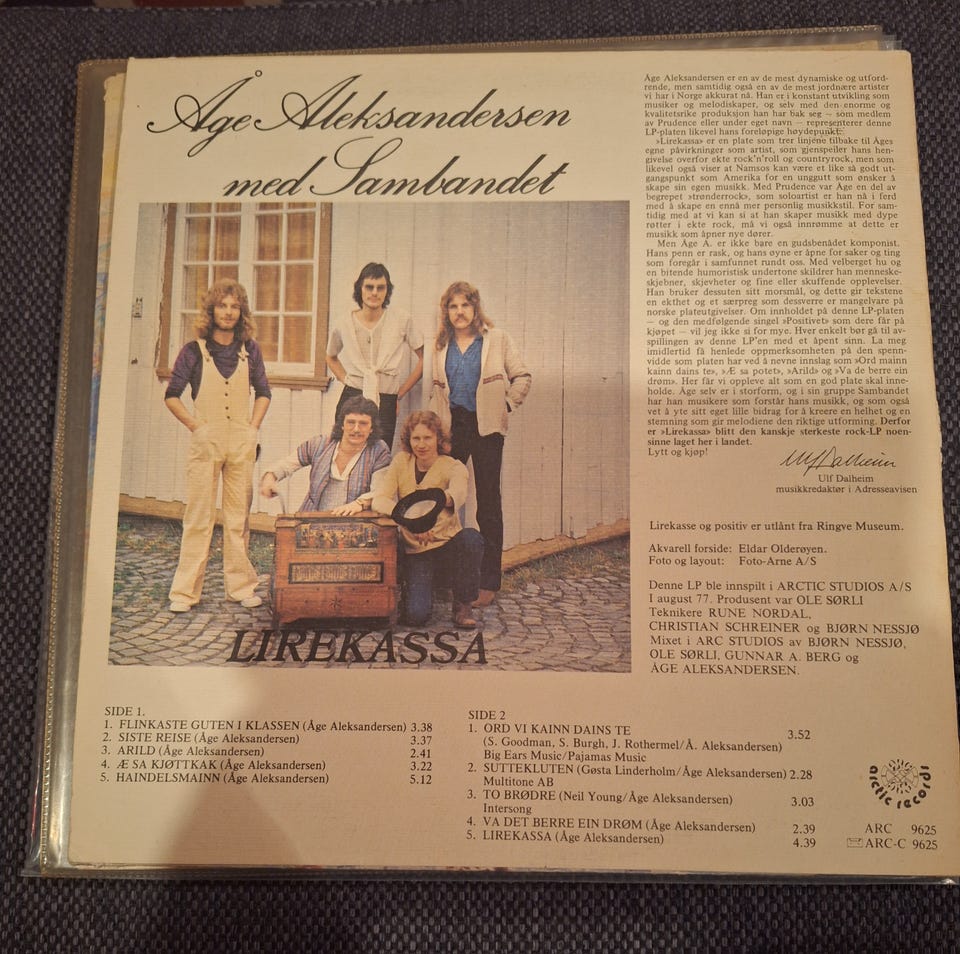 Åge Aleksandersen
med Sambandet
Åge Aleksandersen er en av de mest dynamiske og utford-
rende, men samtidig også en av de mest jordnære artister
vi har i Norge akkurat nå. Han er i konstant utvikling som
musiker og melodiskaper, og selv med den enorme og
kvalitetsrike produksjon han har bak seg – som medlem
av Prudence eller under eget navn – representerer denne
LP-platen likevel hans foreløpige høydepunkt.
»Lirekassa» er en plate som trer linjene tilbake til Åges
egne påvirkninger som artist, som gjenspeiler hans hen-
givelse overfor ekte rock'n'roll og countryrock, men som
likevel også viser at Namsos kan være et like så godt ut-
gangspunkt som Amerika for en unggutt som ønsker å
skape sin egen musikk. Med Prudence var Åge en del av
begrepet »trønderrock», som soloartist er han nå i ferd
med å skape en ennå mer personlig musikkstil. For sam-
tidig med at vi kan si at han skaper musikk med dype
røtter i ekte rock, må vi også innrømme at dette er
musikk som åpner nye dører.
Men Åge A. er ikke bare en gudsbenådet komponist.
Hans penn er rask, og hans øyne er åpne for saker og ting
som foregår i samfunnet rundt oss. Med velberget hu og
en bitende humoristisk undertone skildrer han menneske-
skjebner, skjevheter og fine eller skuffende opplevelser.
Han bruker dessuten sitt morsmål, og dette gir tekstene
en ekthet og et særpreg som dessverre er mangelvare på
norske plateutgivelser. Om innholdet på denne LP-platen
– og den medfølgende singel »Positivet» som dere får på
kjøpet – vil jeg ikke si for mye. Hver enkelt bør gå til av-
spillingen av denne LP'en med et åpent sinn. La meg
imidlertid få henlede oppmerksomheten på den spenn-
vidde som platen har ved å nevne innslag som »Ord mainn
kainn dains te», »Æ sa potet», »Arild» og »Va de berre ein
drøm». Her får vi oppleve alt som en god plate skal inne-
holde. Åge selv er i storform, og i sin gruppe Sambandet
har han musikere som forstår hans musikk, og som også
vet å yte sitt eget lille bidrag for å kreere en helhet og en
stemning som gir melodiene den riktige utforming. Derfor
er »Lirekassa» blitt den kanskje sterkeste rock-LP noen-
sinne laget her i landet.
Lytt og kjøp!
Ulf Dalheim
Ulf Dalheim
musikkredaktør i Adresseavisen
Lirekasse og positiv er utlånt fra Ringve Museum.
Akvarell forside: Eldar Olderøyen.
Foto og layout: Foto-Arne A/S
Denne LP ble innspilt i ARCTIC STUDIOS A/S
I august 77. Produsent var OLE SØRLI
Teknikere RUNE NORDAL,
CHRISTIAN SCHREINER og BJØRN NESSJØ
Mixet i ARC STUDIOS av BJØRN NESSJØ,
OLE SØRLI, GUNNAR A. BERG og
ÅGE ALEKSANDERSEN.
LIREKASSA
SIDE 1.
1. FLINKASTE GUTEN I KLASSEN (Åge Aleksandersen) 3.38
2. SISTE REISE (Åge Aleksandersen) 3.37
3. ARILD (Åge Aleksandersen) 2.41
4. Æ SA KJØTTKAK (Åge Aleksandersen) 3.22
5. HAINDELSMAINN (Åge Aleksandersen) 5.12
SIDE 2
1. ORD VI KAINN DAINS TE 3.52
(S. Goodman, S. Burgh, J. Rothermel/Å. Aleksandersen)
Big Ears Music/Pajamas Music
2. SUTTEKLUTEN (Gøsta Linderholm/Åge Aleksandersen) 2.28
Multitone AB
3. TO BRØDRE (Neil Young/Åge Aleksandersen) 3.03
Intersong
4. VA DET BERRE EIN DRØM (Åge Aleksandersen) 2.39
5. LIREKASSA (Åge Aleksandersen) 4.39
arctic records
ARC 9625
ARC-C 9625